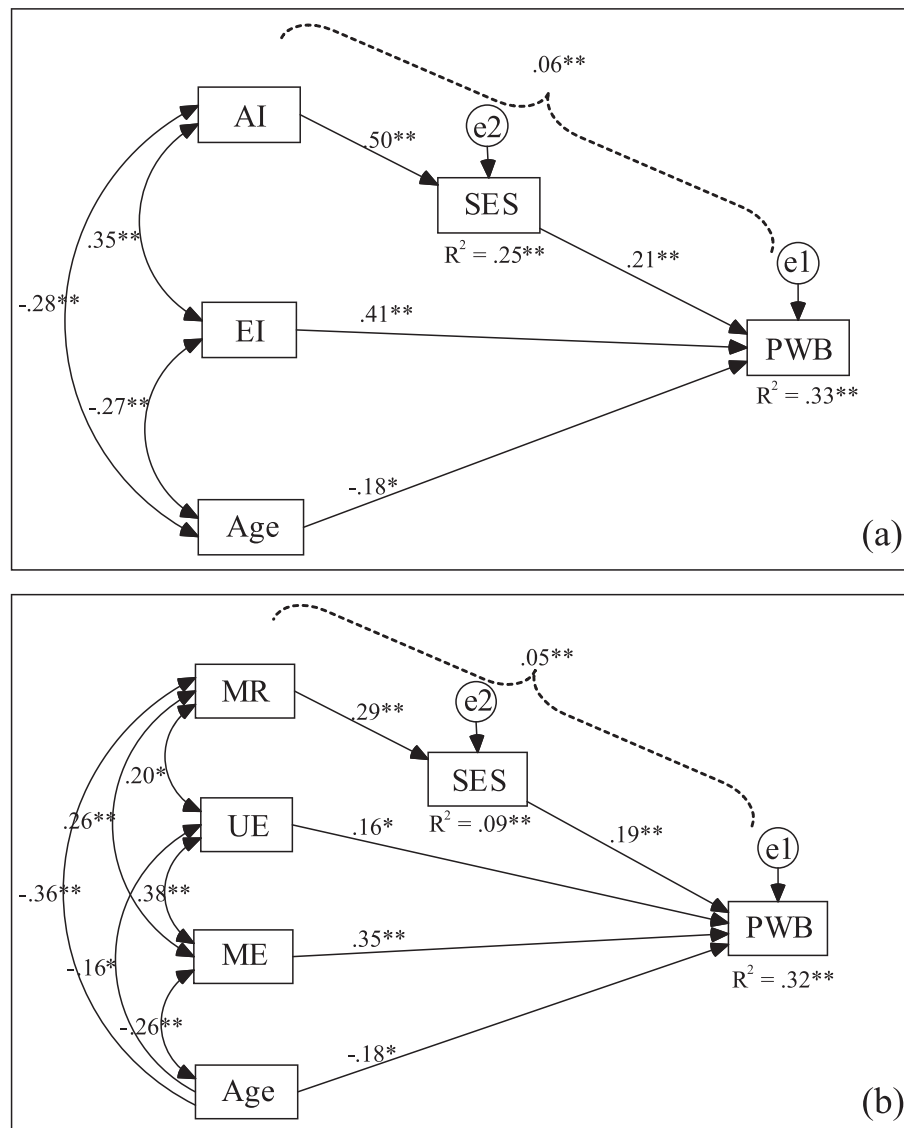 .06**
AI
e2
.50**
SES
R² = .25**
.35**
.21**
e1
-.28**
EI
.41**
PWB
R² = .33**
-.27**
-.18*
Age
(a)
.05**
MR
e2
.29**
SES
.20*
R² = .09**
.26**
UE
.16*
.19**
e1
-.36**
.38**
ME
.35**
PWB
-.16*
R² = .32**
-.26**
-.18*
Age
(b)